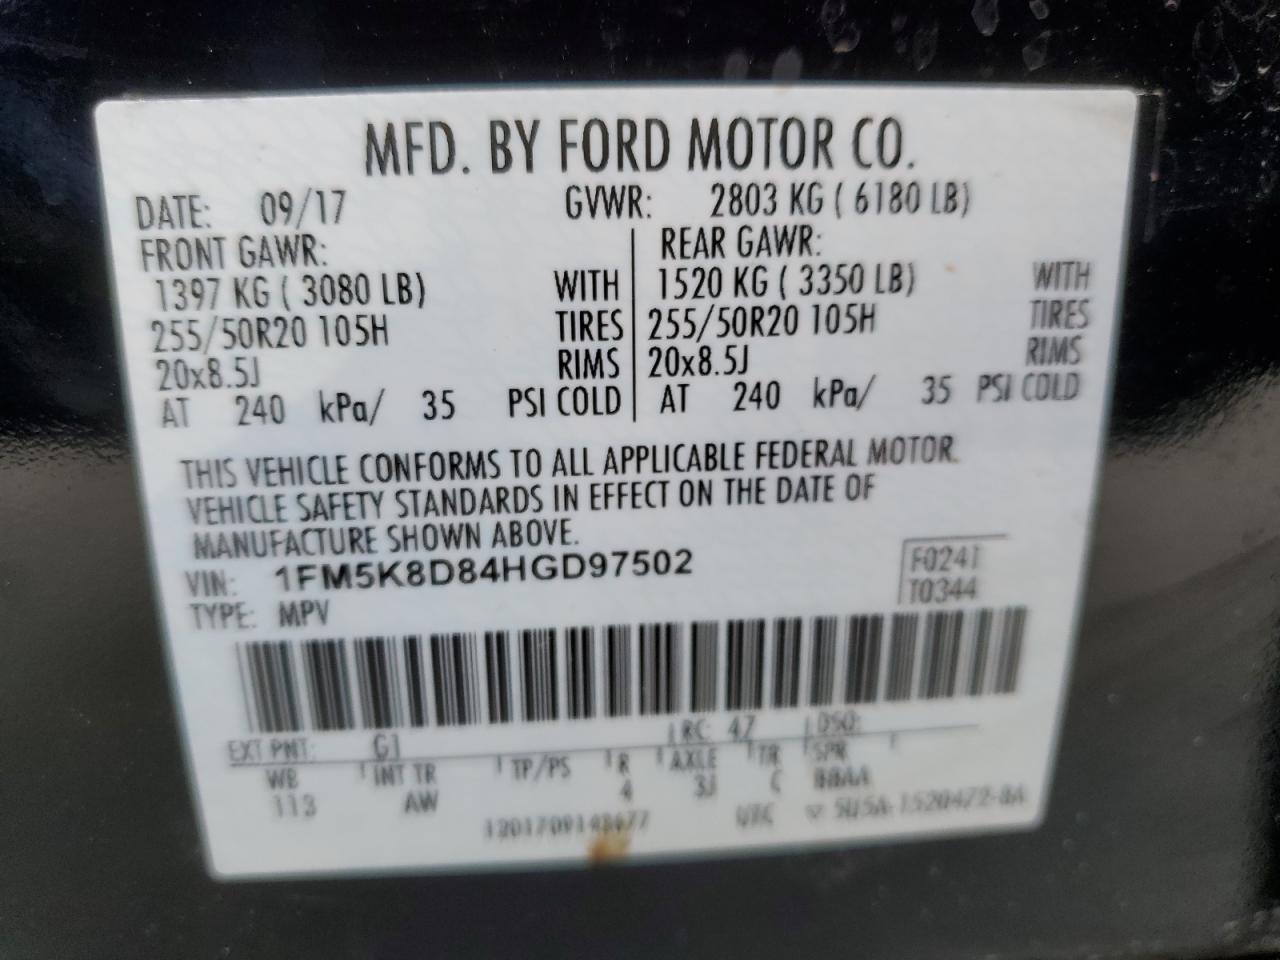 MFD. BY FORD MOTOR CO.
DATE: 09/17 GVWR: 2803 KG ( 6180 LB)
FRONT GAWR: REAR GAWR:
1397 KG ( 3080 LB) WITH 1520 KG ( 3350 LB) WITH
255/50R20 105H TIRES 255/50R20 105H TIRES
20x8.5J RIMS 20x8.5J RIMS
AT 240 kPa/ 35 PSI COLD AT 240 kPa/ 35 PSI COLD
THIS VEHICLE CONFORMS TO ALL APPLICABLE FEDERAL MOTOR
VEHICLE SAFETY STANDARDS IN EFFECT ON THE DATE OF
MANUFACTURE SHOWN ABOVE.
VIN: 1FM5K8D84HGD97502 F0241
TYPE: MPV T0344
EXT PNT: G1 RC: 47 DSO:
WB INT TR TP/PS R AXLE TR SPR
113 AW 4 3J C BBAA
UTC